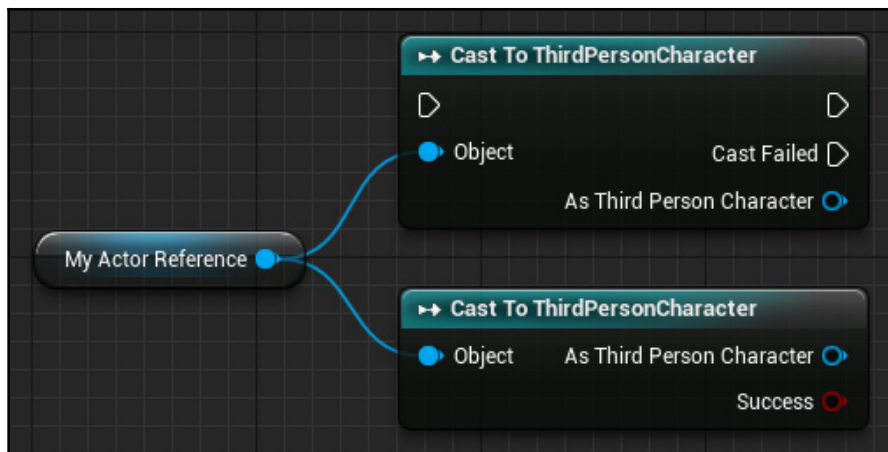 Cast To ThirdPersonCharacter
Object
Cast Failed
As Third Person Character
My Actor Reference
Cast To ThirdPersonCharacter
Object
As Third Person Character
Success